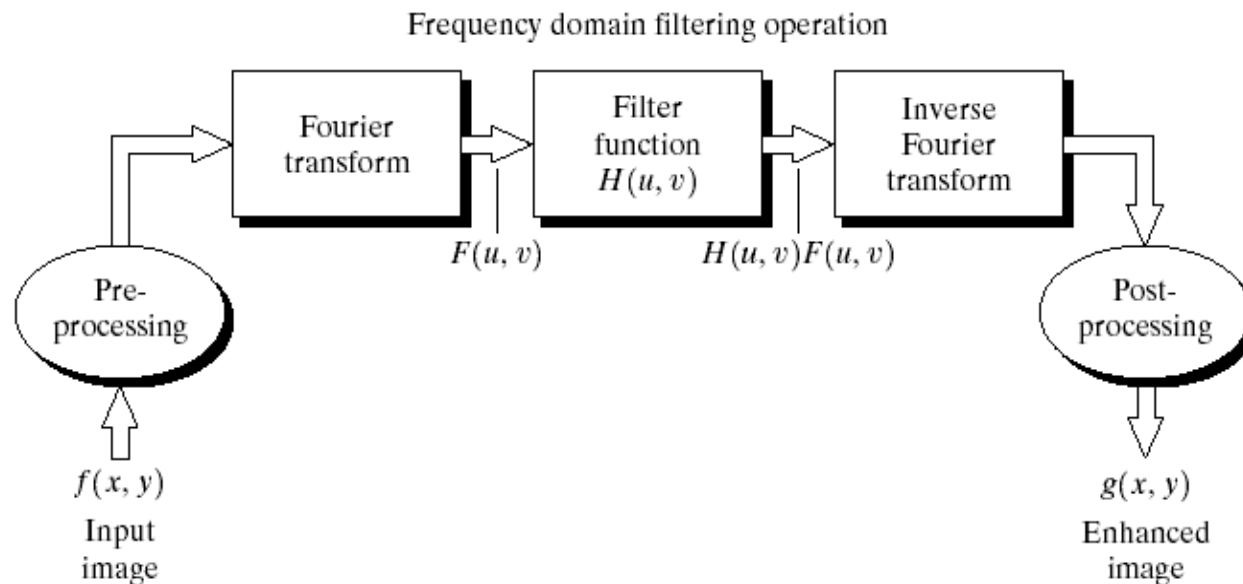 Frequency domain filtering operation
Fourier
transform
Filter
function
H(u, v)
Inverse
Fourier
transform
F(u, v)
H(u, v)F(u, v)
Pre-
processing
Post-
processing
f(x, y)
Input
image
g(x, y)
Enhanced
image